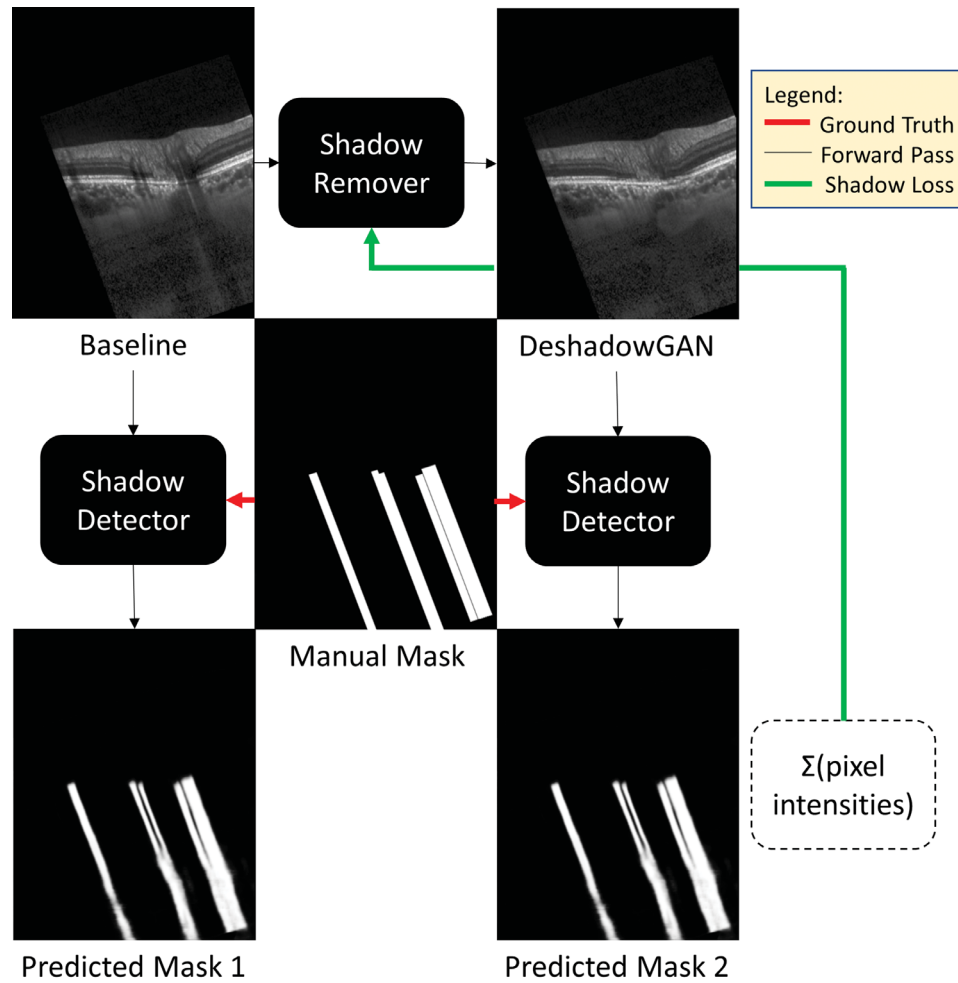 Shadow
Remover
Legend:
Ground Truth
Forward Pass
Shadow Loss
Baseline
DeshadowGAN
Shadow
Detector
Shadow
Detector
Manual Mask
Σ(pixel
intensities)
Predicted Mask 1
Predicted Mask 2